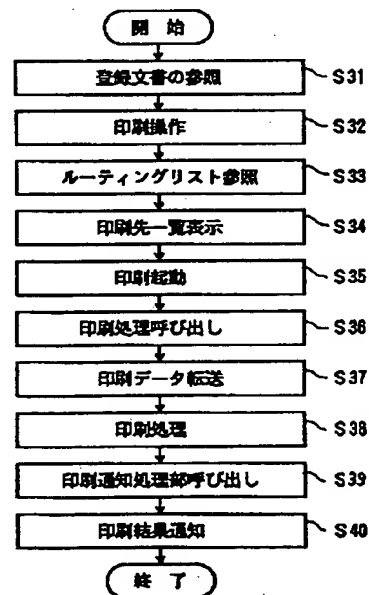 開 始
登録文書の参照 S31
印刷操作 S32
ルーティングリスト参照 S33
印刷先一覧表示 S34
印刷起動 S35
印刷処理呼び出し S36
印刷データ転送 S37
印刷処理 S38
印刷通知処理部呼び出し S39
印刷結果通知 S40
終 了